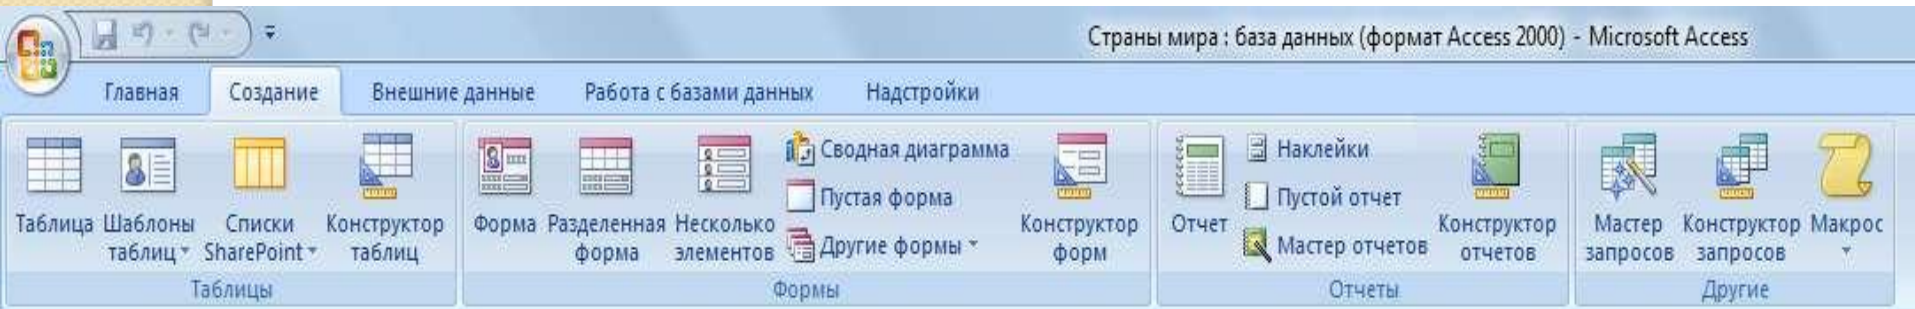 Страны мира : база данных (формат Access 2000) - Microsoft Access
Главная Создание Внешние данные Работа с базами данных Надстройки
Таблица
Шаблоны
таблиц
Списки
SharePoint
Конструктор
таблиц
Таблицы
Форма
Разделенная
форма
Несколько
элементов
Сводная диаграмма
Пустая форма
Другие формы
Конструктор
форм
Формы
Отчет
Наклейки
Пустой отчет
Мастер отчетов
Конструктор
отчетов
Отчеты
Мастер
запросов
Конструктор
запросов
Макрос
Другие